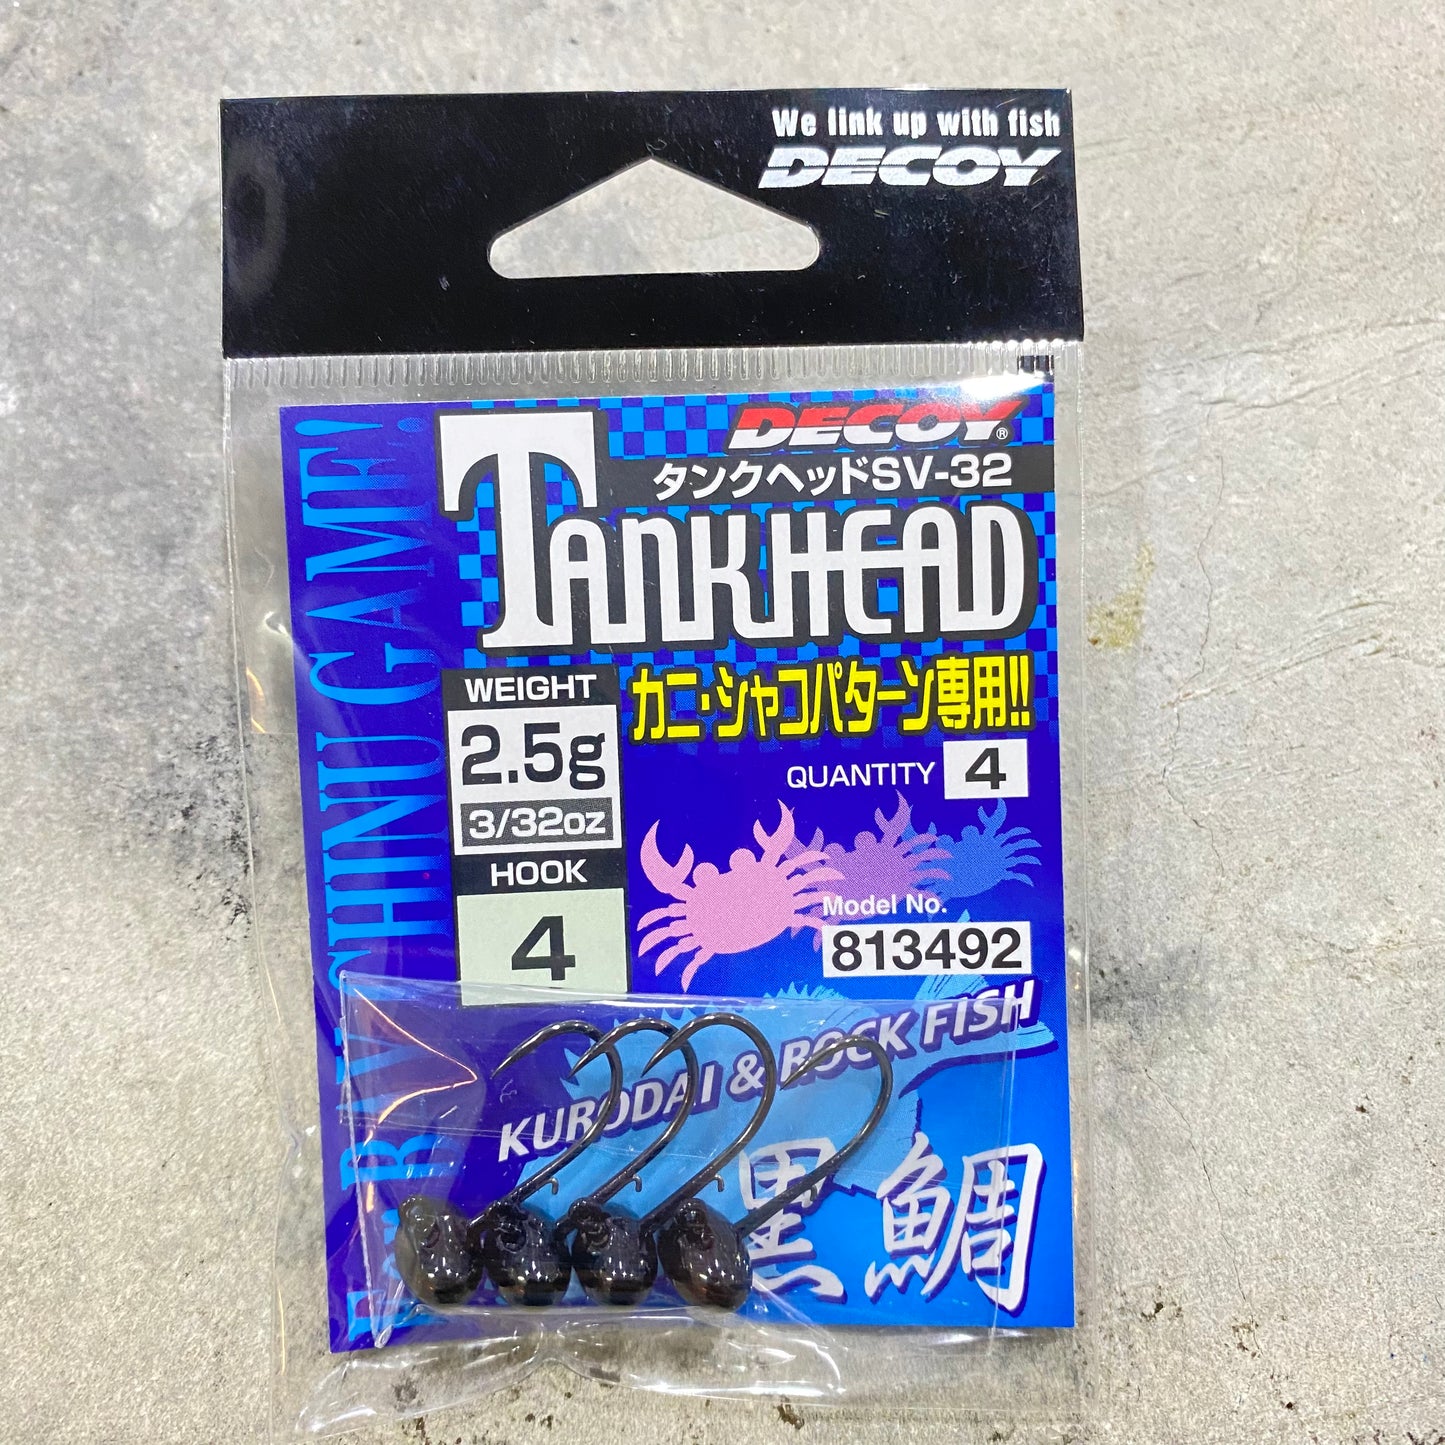 We link up with fish
DECOY
DECOY®
タンクヘッドSV-32
TANKHEAD
カニ・シャコパターン専用!!
WEIGHT
2.5g
3/32oz
QUANTITY 4
HOOK
4
Model No.
813492
KURODAI & ROCK FISH
黒鯛
CHINU GAME!